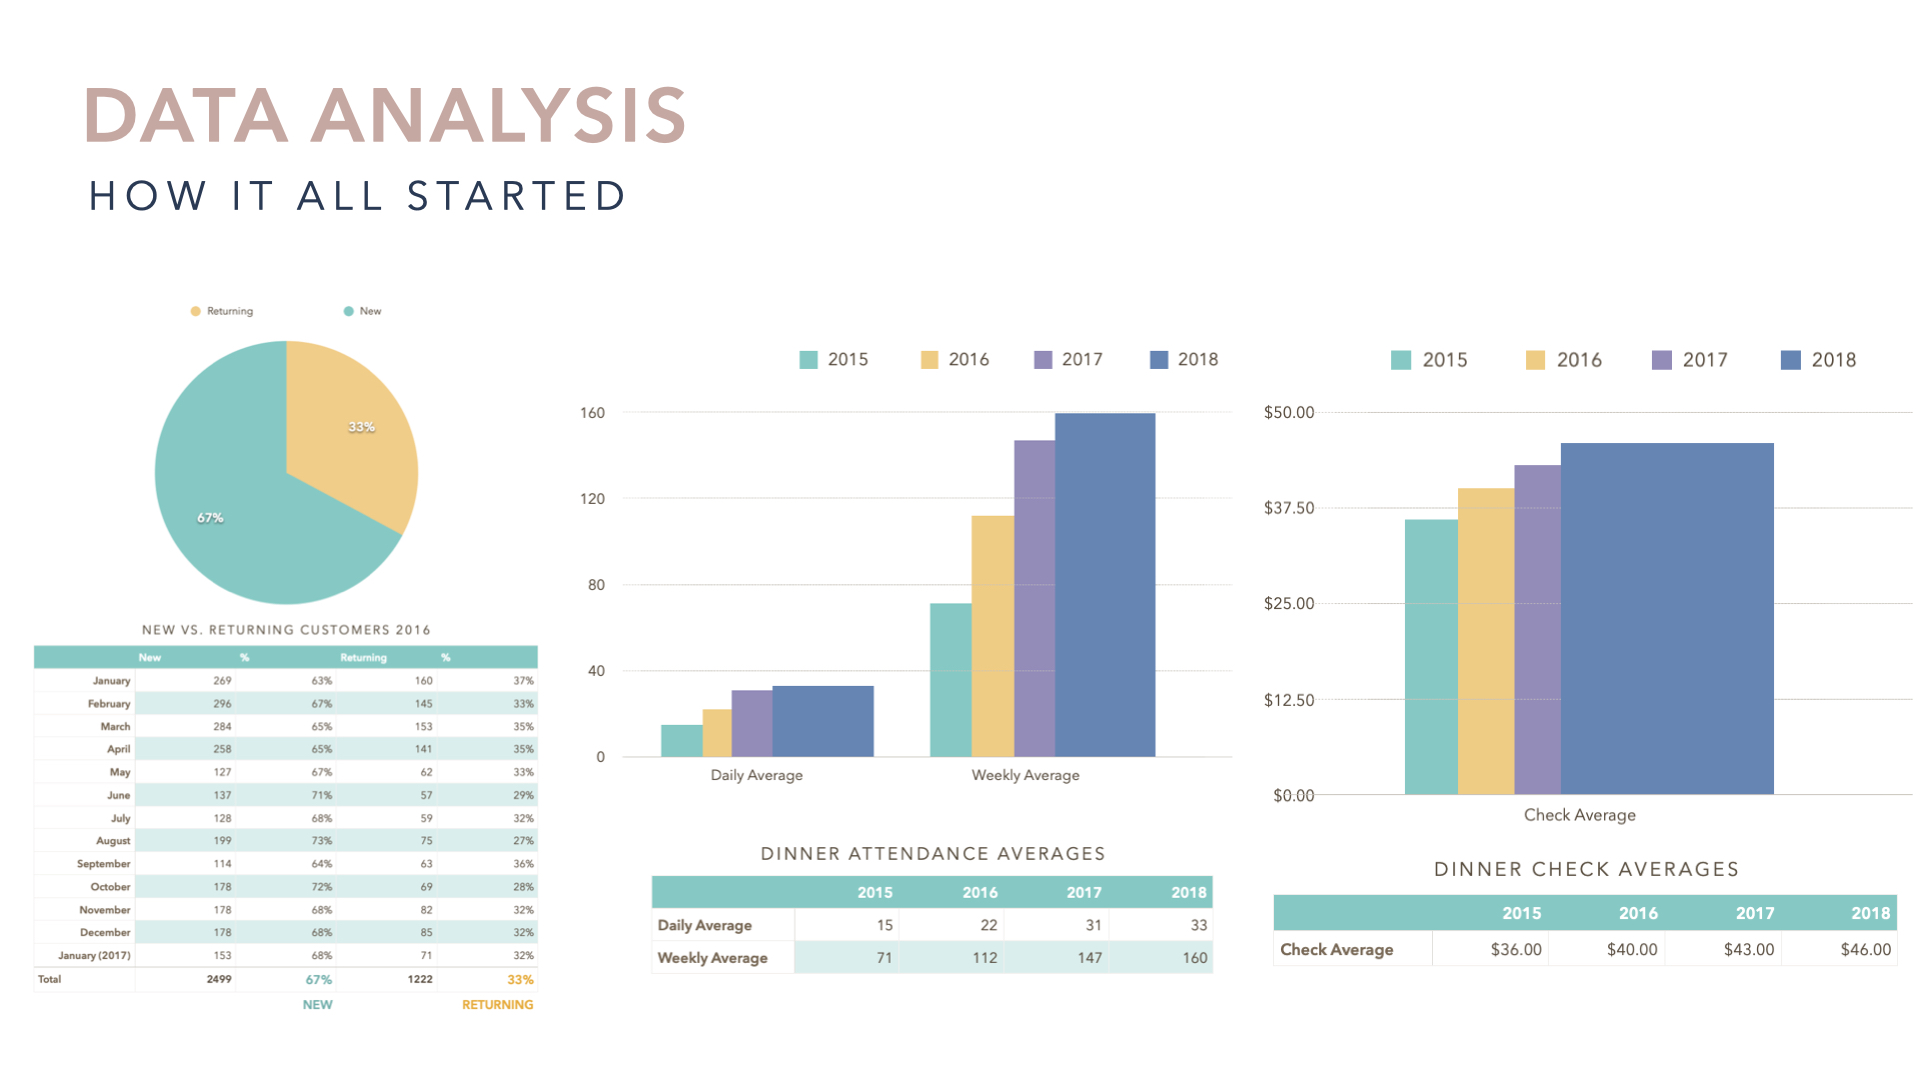 DATA ANALYSIS
HOW IT ALL STARTED
Returning New
33%
67%
NEW VS. RETURNING CUSTOMERS 2016
New % Returning %
January 269 63% 160 37%
February 296 67% 145 33%
March 284 65% 153 35%
April 258 65% 141 35%
May 127 67% 62 33%
June 137 71% 57 29%
July 128 68% 59 32%
August 199 73% 75 27%
September 114 64% 63 36%
October 178 72% 69 28%
November 178 68% 82 32%
December 178 68% 85 32%
January (2017) 153 68% 71 32%
Total 2499 67% 1222 33%
NEW RETURNING
2015 2016 2017 2018
160
120
80
40
0
Daily Average Weekly Average
DINNER ATTENDANCE AVERAGES
2015 2016 2017 2018
Daily Average 15 22 31 33
Weekly Average 71 112 147 160
2015 2016 2017 2018
$50.00
$37.50
$25.00
$12.50
$0.00
Check Average
DINNER CHECK AVERAGES
2015 2016 2017 2018
Check Average $36.00 $40.00 $43.00 $46.00